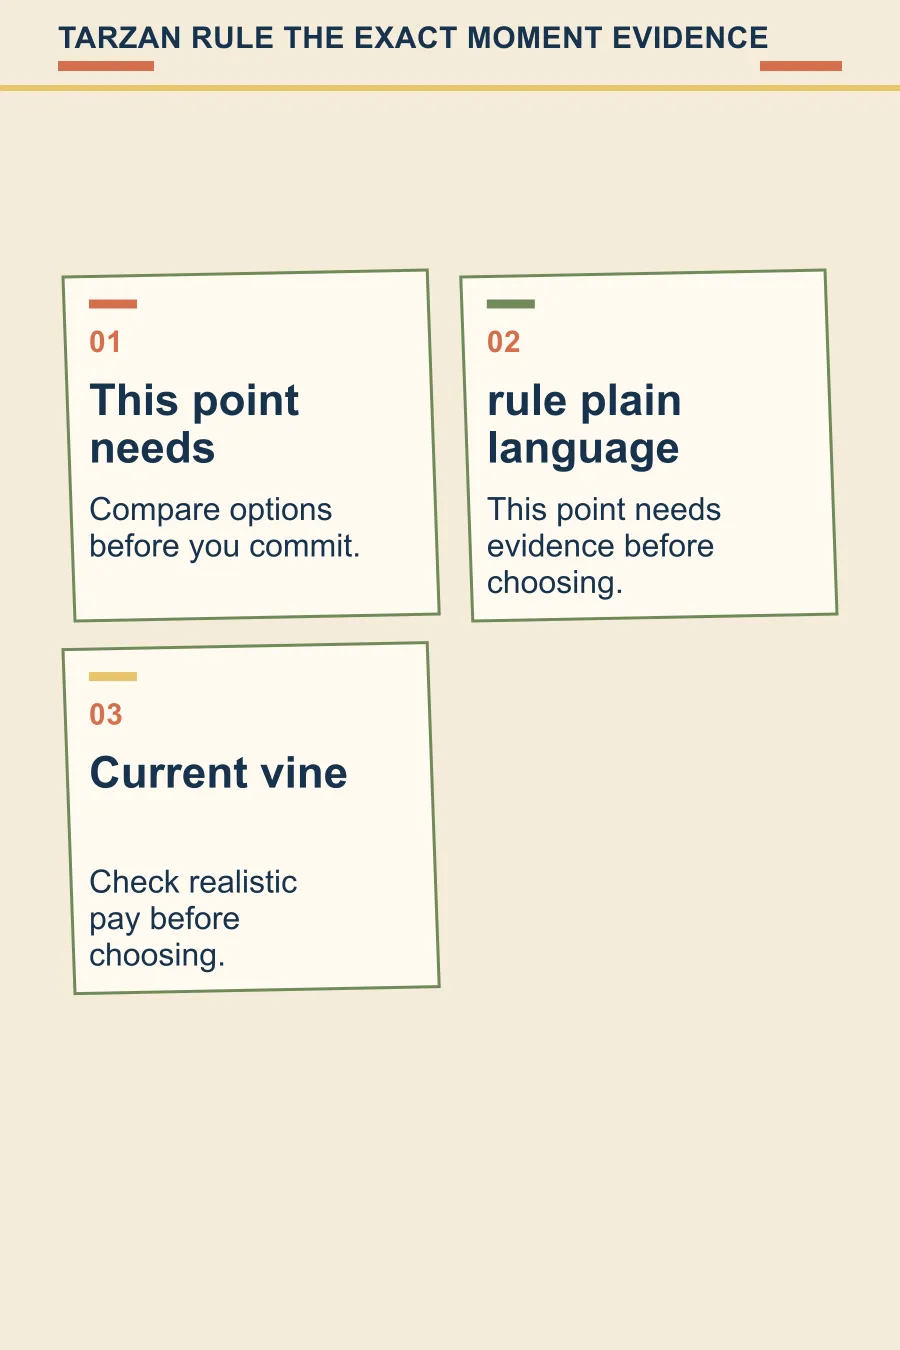 TARZAN RULE THE EXACT MOMENT EVIDENCE
01
This point
needs
Compare options
before you commit.
02
rule plain
language
This point needs
evidence before
choosing.
03
Current vine
Check realistic
pay before
choosing.